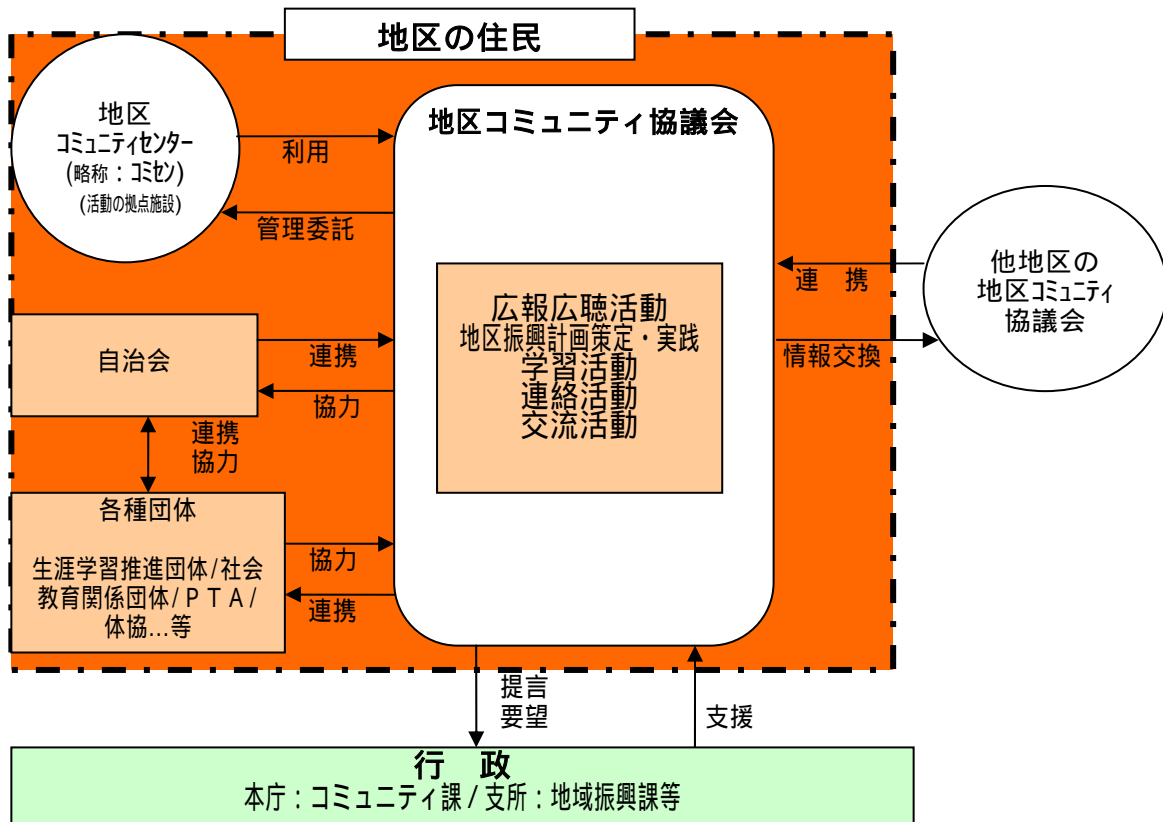 地区の住民
地区
コミュニティセンター
(略称：コミセン)
(活動の拠点施設)
利用
管理委託
地区コミュニティ協議会
広報広聴活動
地区振興計画策定・実践
学習活動
連絡活動
交流活動
連　携
情報交換
他地区の
地区コミュニティ
協議会
自治会
連携
協力
連携
協力
各種団体
生涯学習推進団体/社会
教育関係団体/ＰＴＡ/
体協…等
協力
連携
提言
要望
支援
行　政
本庁：コミュニティ課/支所：地域振興課等